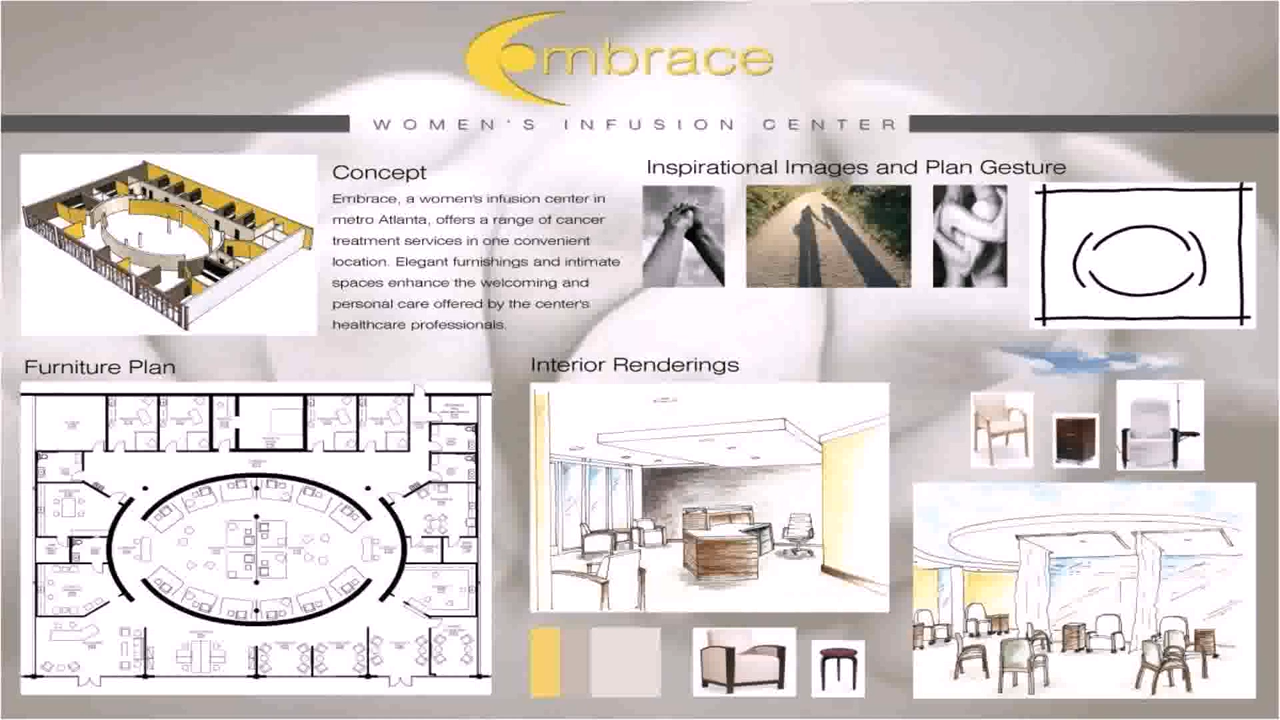 embrace
WOMEN'S INFUSION CENTER
Concept
Embrace, a women's infusion center in
metro Atlanta, offers a range of cancer
treatment services in one convenient
location. Elegant furnishings and intimate
spaces enhance the welcoming and
personal care offered by the center's
healthcare professionals.
Inspirational Images and Plan Gesture
Furniture Plan
Interior Renderings